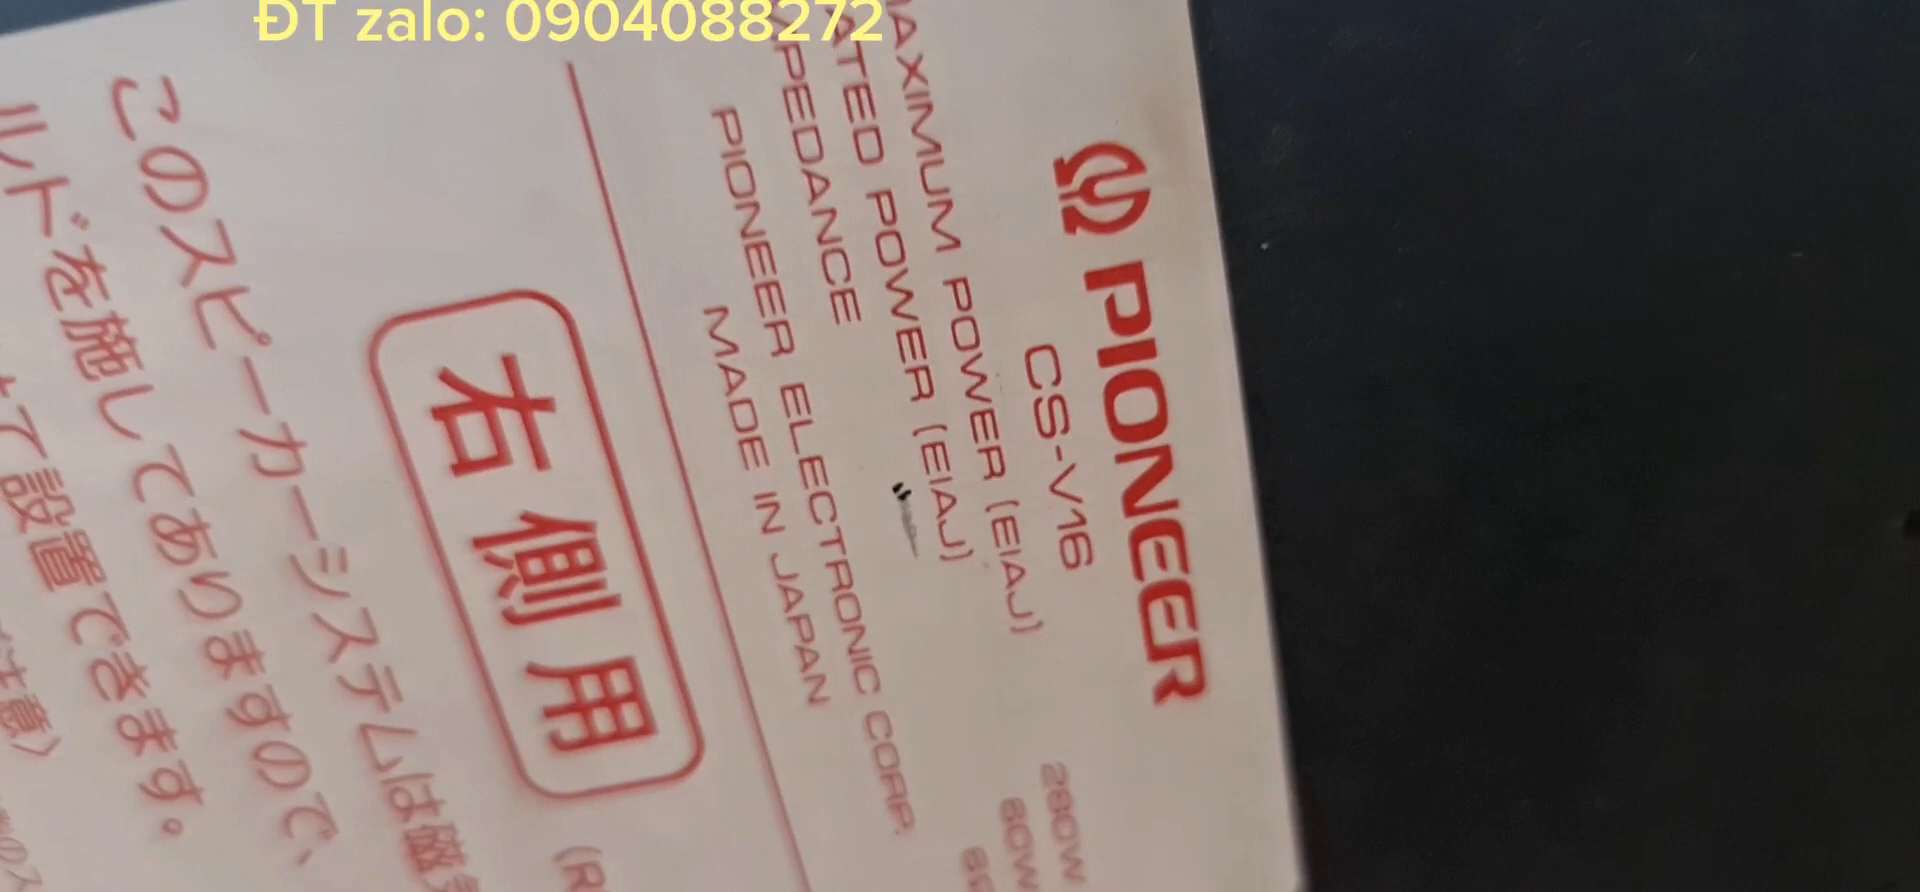 ĐT zalo: 0904088272
PIONEER
CS-V16
MAXIMUM POWER (EIAJ) 280W
RATED POWER (EIAJ) 80W
IMPEDANCE
PIONEER ELECTRONIC CORP.
MADE IN JAPAN
右側用
このスピーカーシステムは磁
ルドを施してありますので、
て設置できます。